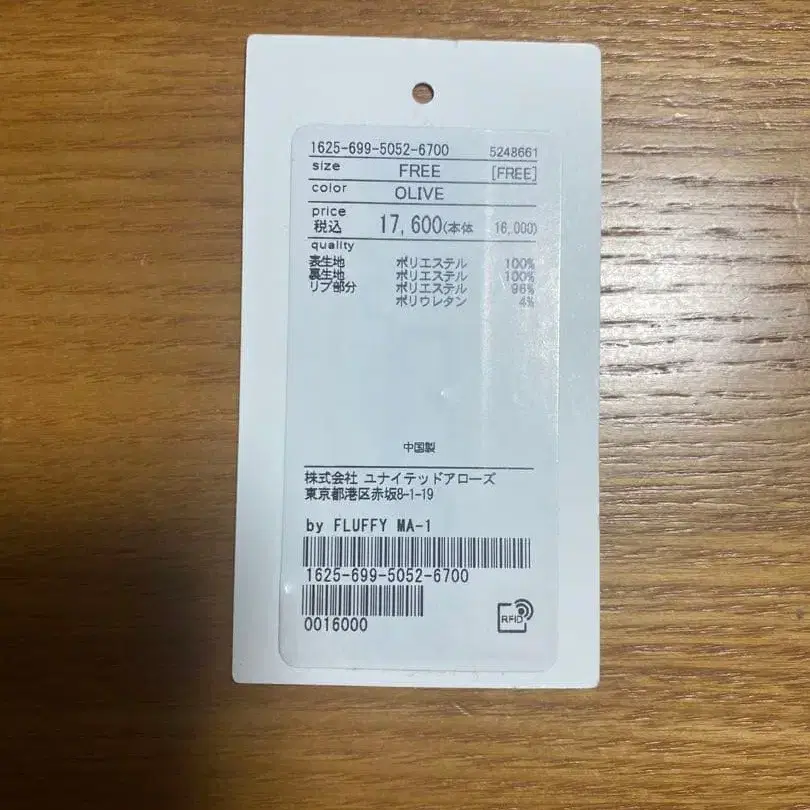 1625-699-5052-6700 5248661
size FREE [FREE]
color OLIVE
price
税込 17,600(本体 16,000)
quality
表生地 ポリエステル 100%
裏生地 ポリエステル 100%
リブ部分 ポリエステル 96%
ポリウレタン 4%
中国製
株式会社 ユナイテッドアローズ
東京都港区赤坂8-1-19
by FLUFFY MA-1
1625-699-5052-6700
0016000
RFID